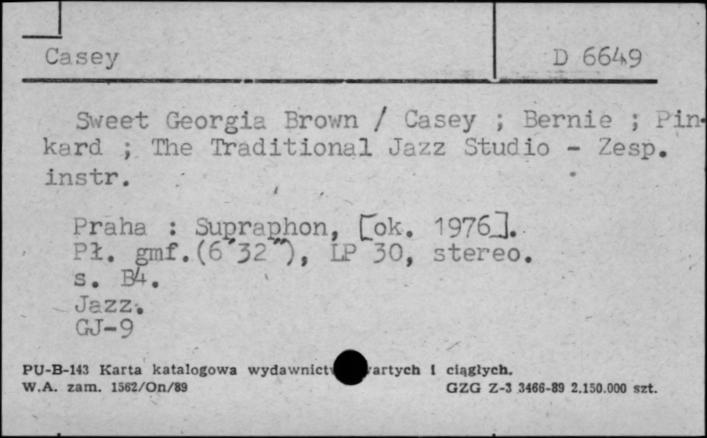 Casey D 6649
Sweet Georgia Brown / Casey ; Bernie ; Pin-
kard ; The Traditional Jazz Studio - Zesp.
instr.
Praha : Supraphon, [ok. 1976].
Pł. gmf.(6'32"), LP 30, stereo.
s. B4.
Jazz.
GJ-9
PU-B-143 Karta katalogowa i ciągłych.
W.A. zam. 1562/On/89 GZG Z-3 3466-89 2.150.000 szt.